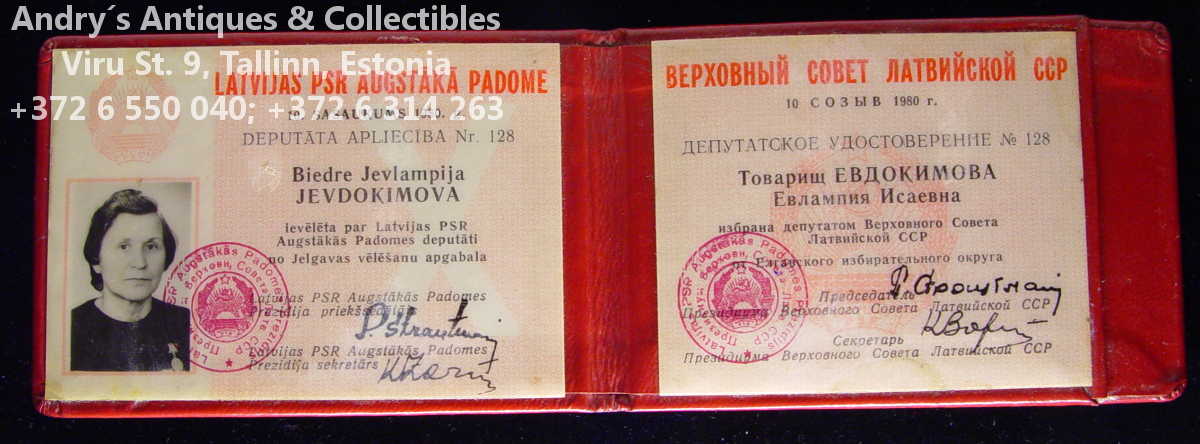 Andry´s Antiques & Collectibles
Viru St. 9, Tallinn, Estonia
+372 6 550 040; +372 6 314 263
LATVIJAS PSR AUGSTĀKĀ PADOME
10. SASAUKUMS
DEPUTĀTA APLIECĪBA Nr. 128
Biedre Jevlampija
JEVDOKIMOVA
ievēlēta par Latvijas PSR
Augstākās Padomes deputāti
no Jelgavas vēlēšanu apgabala
Latvijas PSR Augstākās Padomes
Prezidija priekšsēdētājs
Latvijas PSR Augstākās Padomes
Prezidija sekretārs
ВЕРХОВНЫЙ СОВЕТ ЛАТВИЙСКОЙ ССР
10 СОЗЫВ 1980 г.
ДЕПУТАТСКОЕ УДОСТОВЕРЕНИЕ № 128
Товарищ ЕВДОКИМОВА
Евлампия Исаевна
избрана депутатом Верховного Совета
Латвийской ССР
от Елгавского избирательного округа
Председатель
Президиума Верховного Совета Латвийской ССР
Секретарь
Президиума Верховного Совета Латвийской ССР